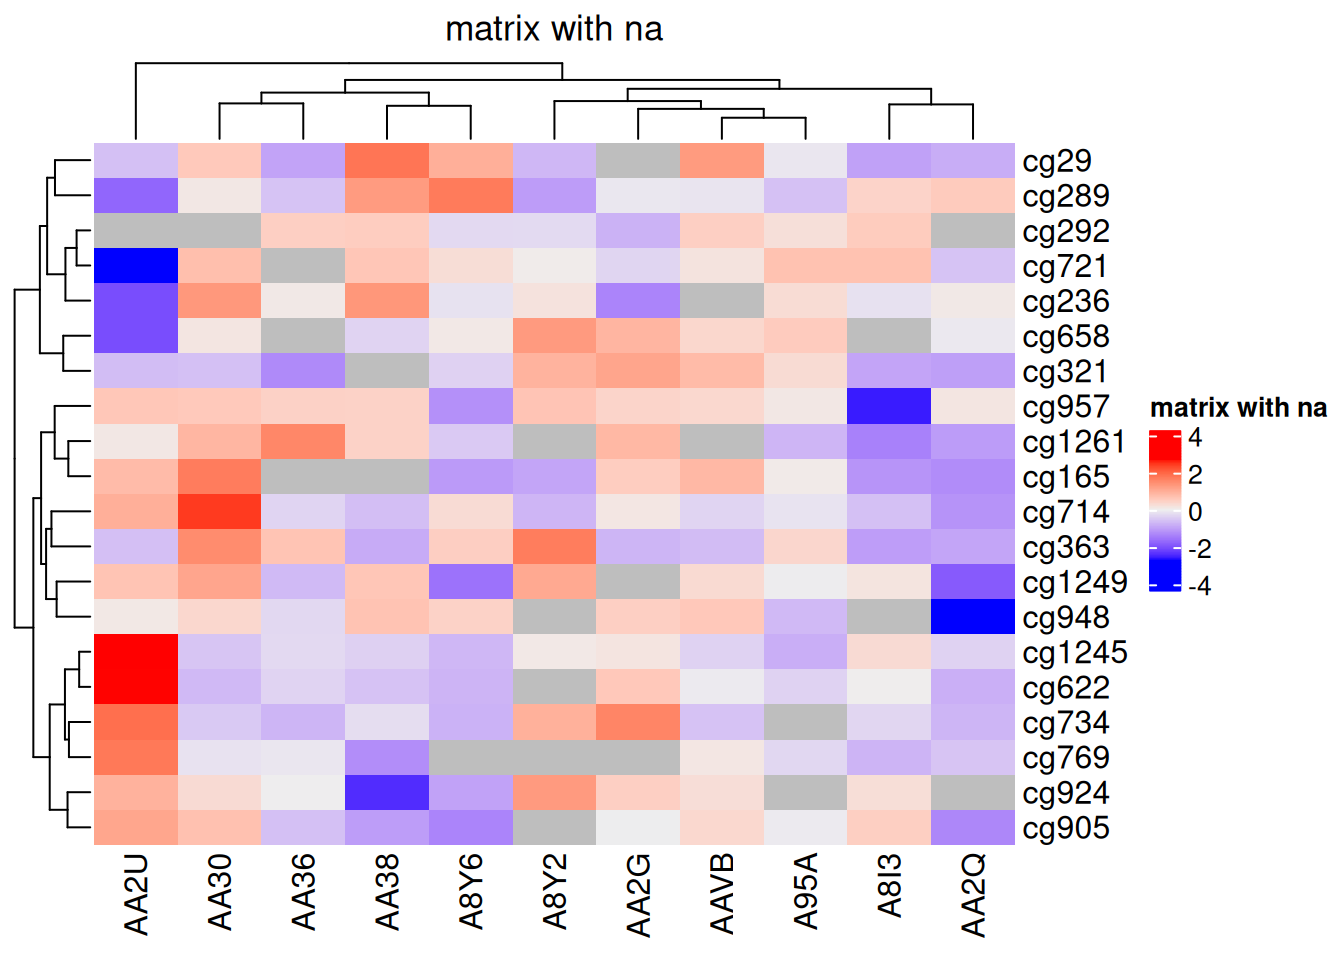 matrix with na
cg29
cg289
cg292
cg721
cg236
cg658
cg321
cg957
cg1261
cg165
cg714
cg363
cg1249
cg948
cg1245
cg622
cg734
cg769
cg924
cg905
matrix with na
4
2
0
-2
-4
AA2U
AA30
AA36
AA38
A8Y6
A8Y2
AA2G
AAVB
A95A
A8I3
AA2Q